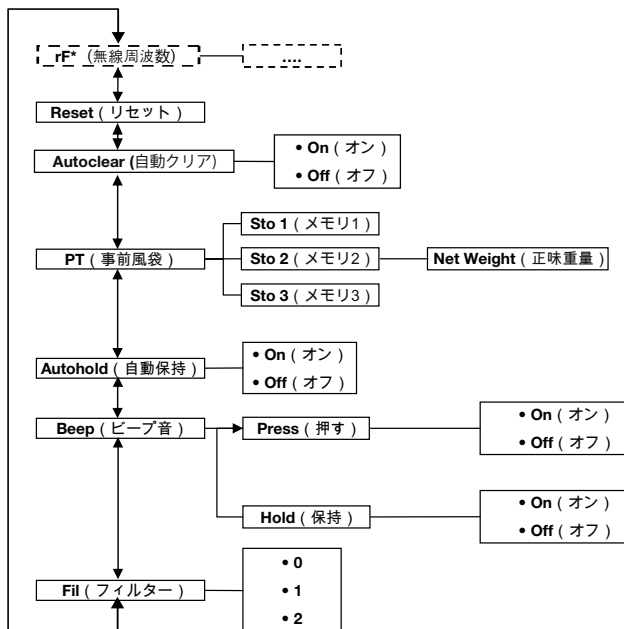 rF* (無線周波数)
....
Reset ( リセット )
Autoclear (自動クリア)
• On ( オン )
• Off ( オフ )
Sto 1 ( メモリ1 )
PT ( 事前風袋 )
Sto 2 ( メモリ2 )
Net Weight ( 正味重量 )
Sto 3 ( メモリ3 )
Autohold ( 自動保持 )
• On ( オン )
• Off ( オフ )
Beep ( ビープ音 )
Press ( 押す )
• On ( オン )
• Off ( オフ )
Hold ( 保持 )
• On ( オン )
• Off ( オフ )
Fil ( フィルター )
• 0
• 1
• 2